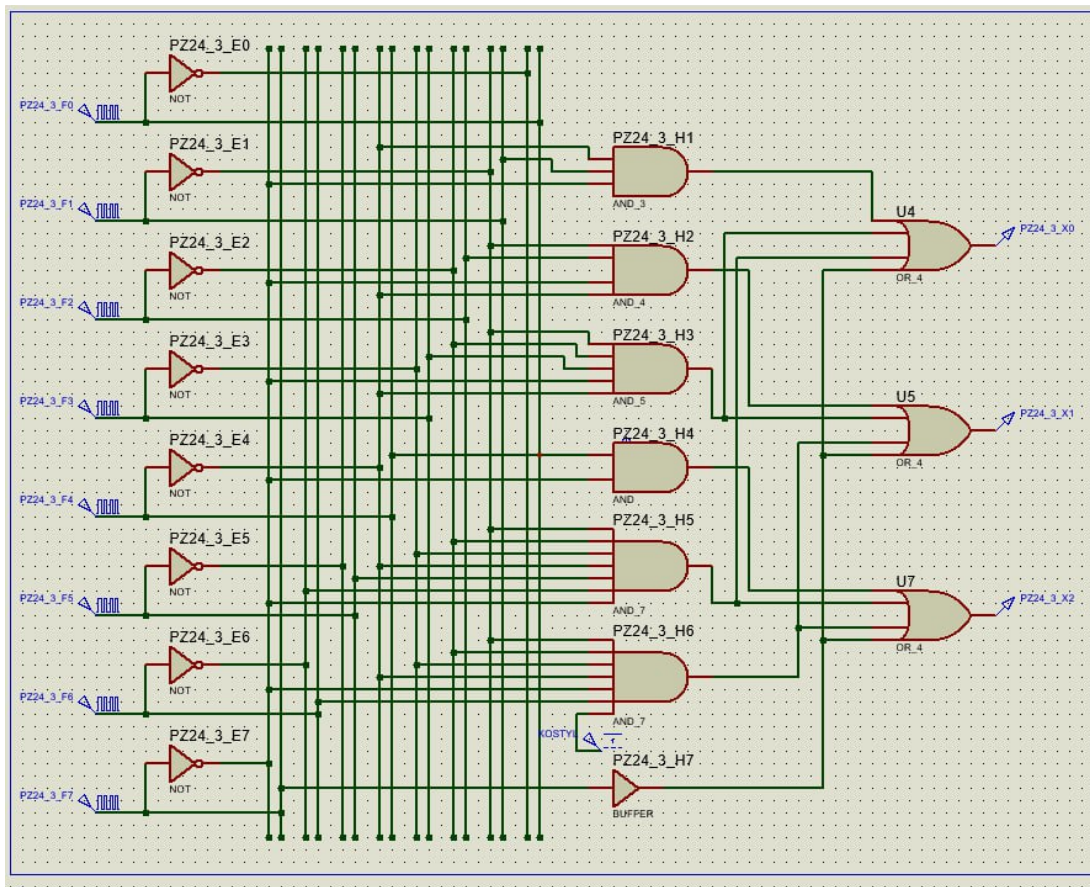 PZ24_3_E0
NOT
PZ24_3_F0
PZ24_3_E1
NOT
PZ24_3_F1
PZ24_3_E2
NOT
PZ24_3_F2
PZ24_3_E3
NOT
PZ24_3_F3
PZ24_3_E4
NOT
PZ24_3_F4
PZ24_3_E5
NOT
PZ24_3_F5
PZ24_3_E6
NOT
PZ24_3_F6
PZ24_3_E7
NOT
PZ24_3_F7
PZ24_3_H1
AND_3
PZ24_3_H2
AND_4
PZ24_3_H3
AND_5
PZ24_3_H4
AND
PZ24_3_H5
AND_7
PZ24_3_H6
AND_7
KOSTYL
PZ24_3_H7
BUFFER
U4
PZ24_3_X0
OR_4
U5
PZ24_3_X1
OR_4
U7
PZ24_3_X2
OR_4